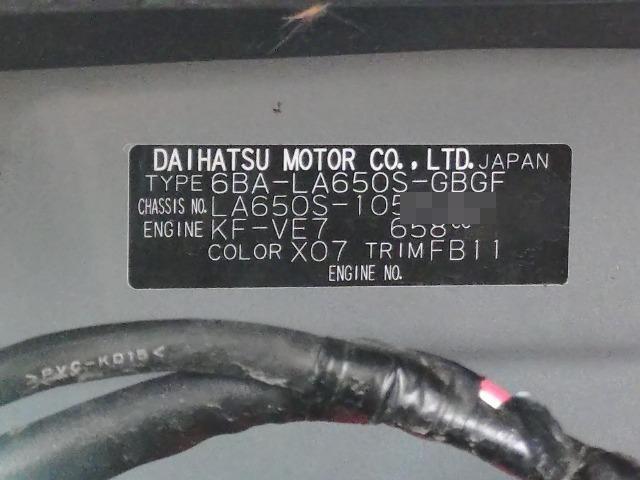 DAIHATSU MOTOR CO., LTD. JAPAN
TYPE 6BA-LA650S-GBGF
CHASSIS NO. LA650S-105
ENGINE KF-VE7 658cc
COLOR X07 TRIM FB11
ENGINE NO.
>PVC-KD15<